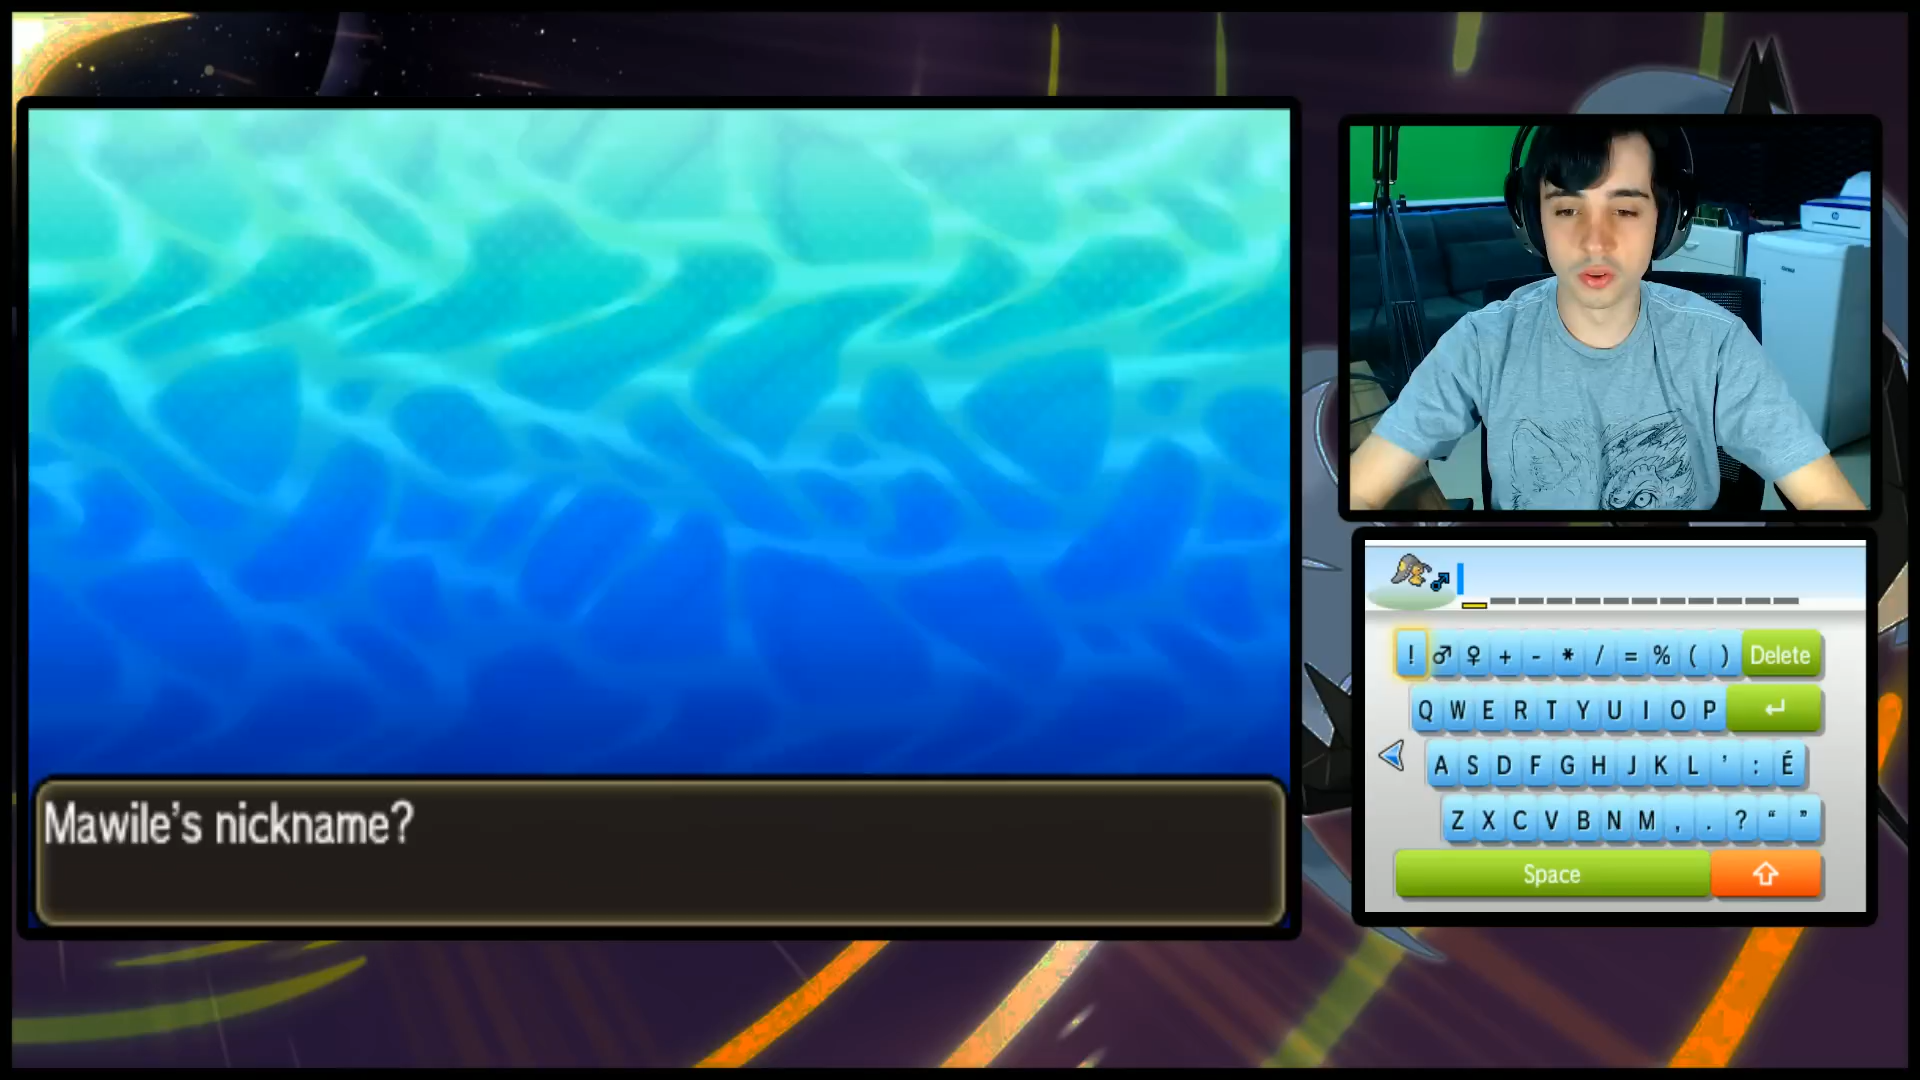 Mawile's nickname?
! ♂ ♀ + - * / = % ( ) Delete
Q W E R T Y U I O P ↵
A S D F G H J K L ’ : É
Z X C V B N M , . ? “ ”
Space